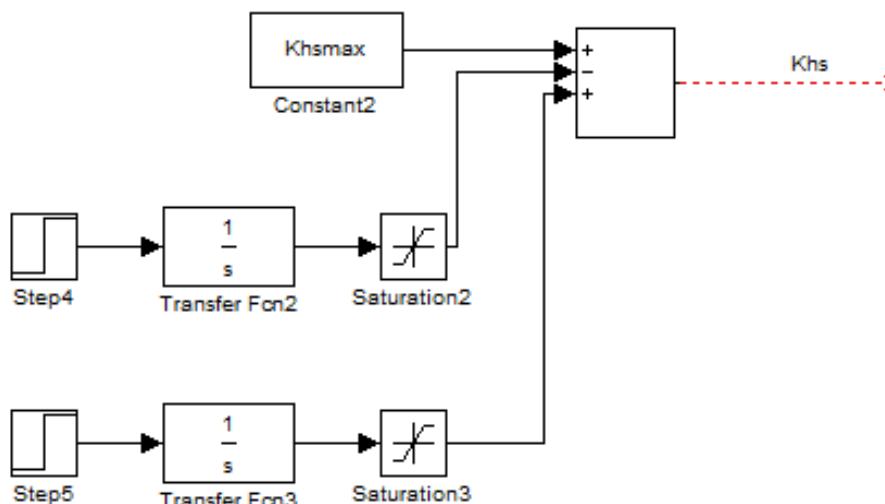 Khsmax
Constant2
+
−
+
Khs
1
s
Step4
Transfer Fcn2
Saturation2
1
s
Step5
Transfer Fcn3
Saturation3